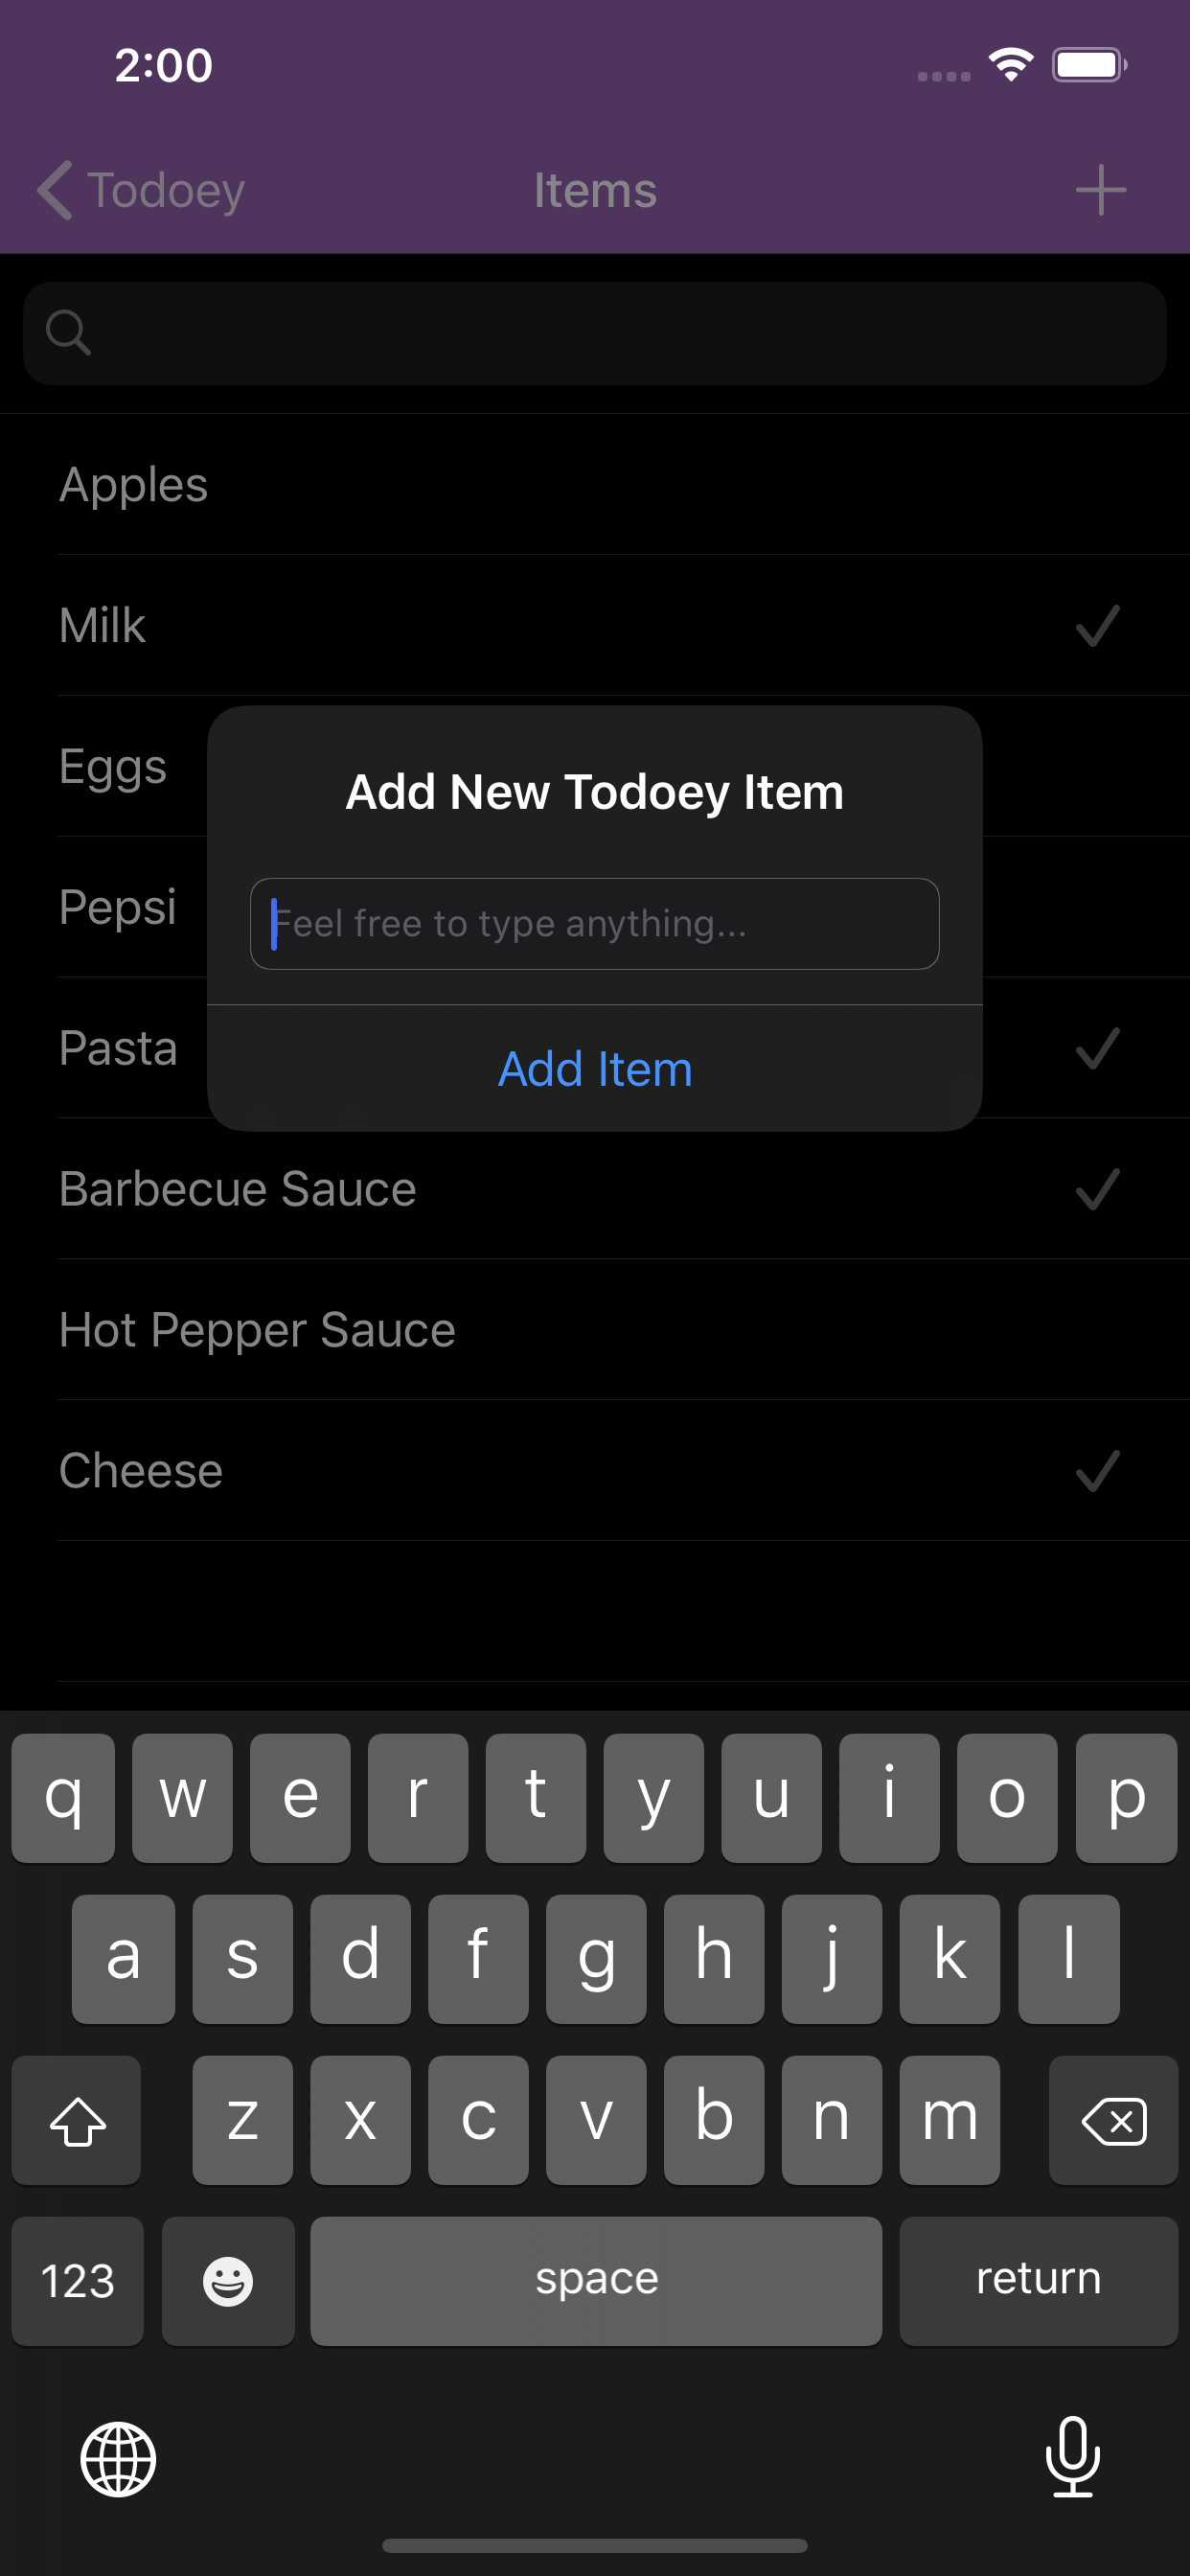 2:00
Todoey
Items
Apples
Milk
Eggs
Add New Todoey Item
Pepsi
Feel free to type anything...
Pasta
Add Item
Barbecue Sauce
Hot Pepper Sauce
Cheese
q w e r t y u i o p
a s d f g h j k l
z x c v b n m
123
space
return